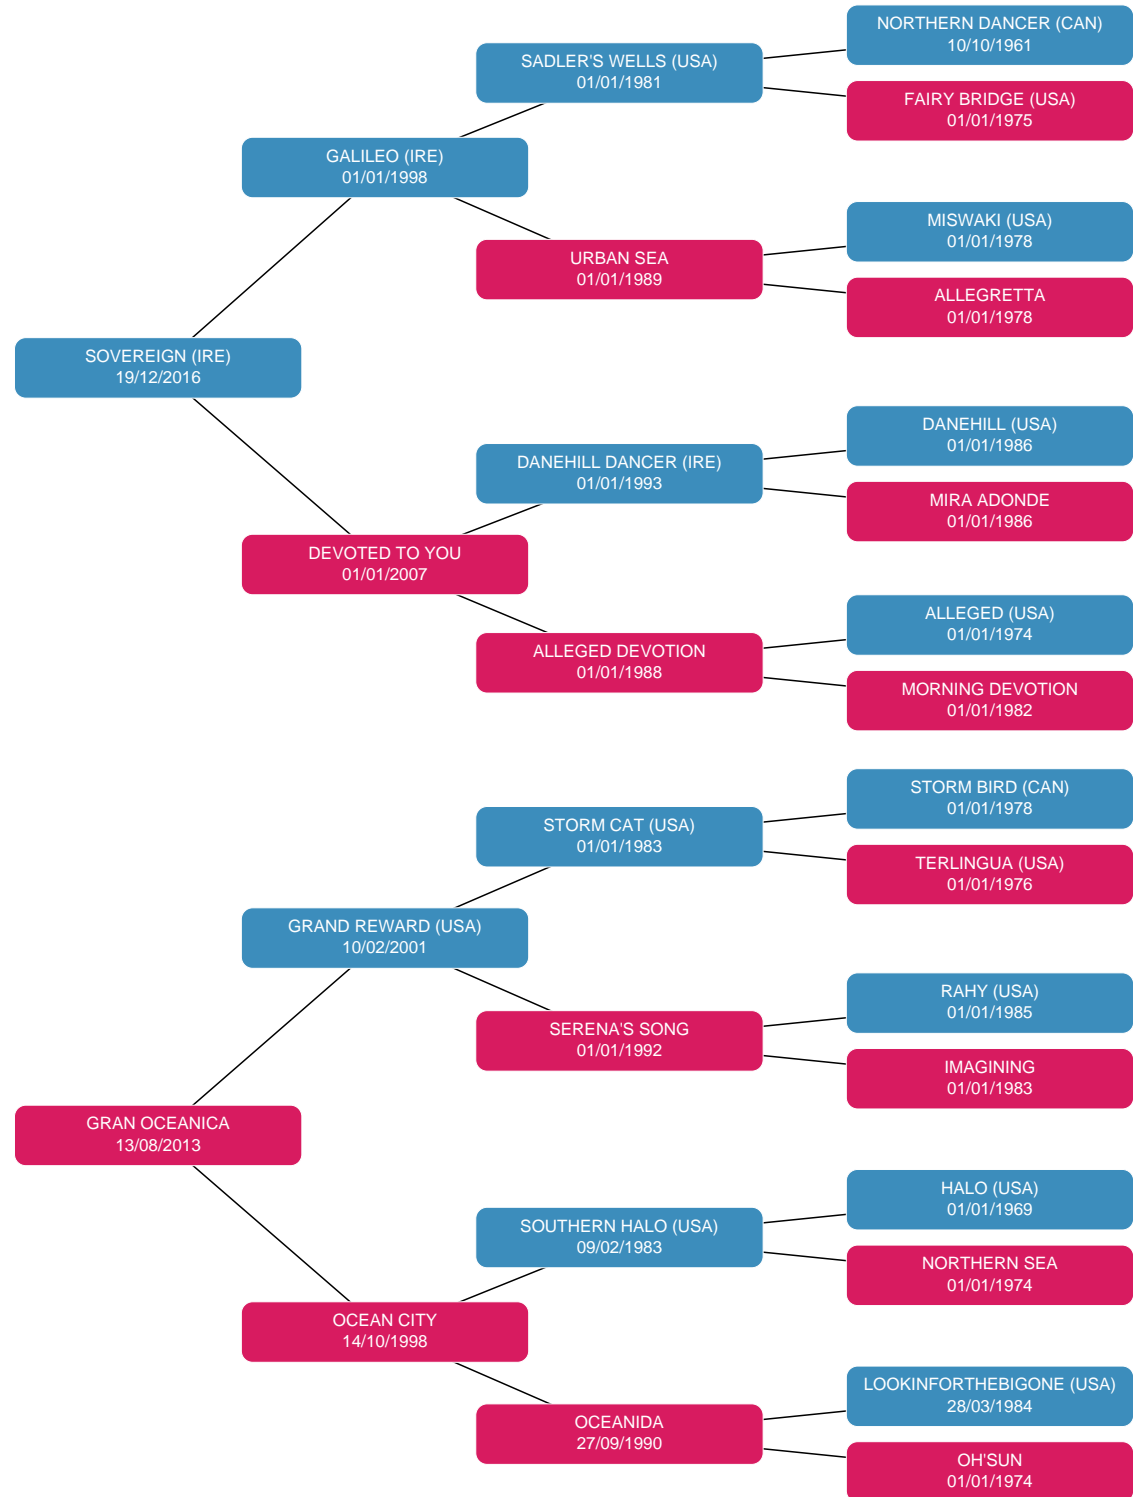 NORTHERN DANCER (CAN)
10/10/1961
SADLER'S WELLS (USA)
01/01/1981
FAIRY BRIDGE (USA)
01/01/1975
GALILEO (IRE)
01/01/1998
MISWAKI (USA)
01/01/1978
URBAN SEA
01/01/1989
ALLEGRETTA
01/01/1978
SOVEREIGN (IRE)
19/12/2016
DANEHILL (USA)
01/01/1986
DANEHILL DANCER (IRE)
01/01/1993
MIRA ADONDE
01/01/1986
DEVOTED TO YOU
01/01/2007
ALLEGED (USA)
01/01/1974
ALLEGED DEVOTION
01/01/1988
MORNING DEVOTION
01/01/1982
STORM BIRD (CAN)
01/01/1978
STORM CAT (USA)
01/01/1983
TERLINGUA (USA)
01/01/1976
GRAND REWARD (USA)
10/02/2001
RAHY (USA)
01/01/1985
SERENA'S SONG
01/01/1992
IMAGINING
01/01/1983
GRAN OCEANICA
13/08/2013
HALO (USA)
01/01/1969
SOUTHERN HALO (USA)
09/02/1983
NORTHERN SEA
01/01/1974
OCEAN CITY
14/10/1998
LOOKINFORTHEBIGONE (USA)
28/03/1984
OCEANIDA
27/09/1990
OH'SUN
01/01/1974